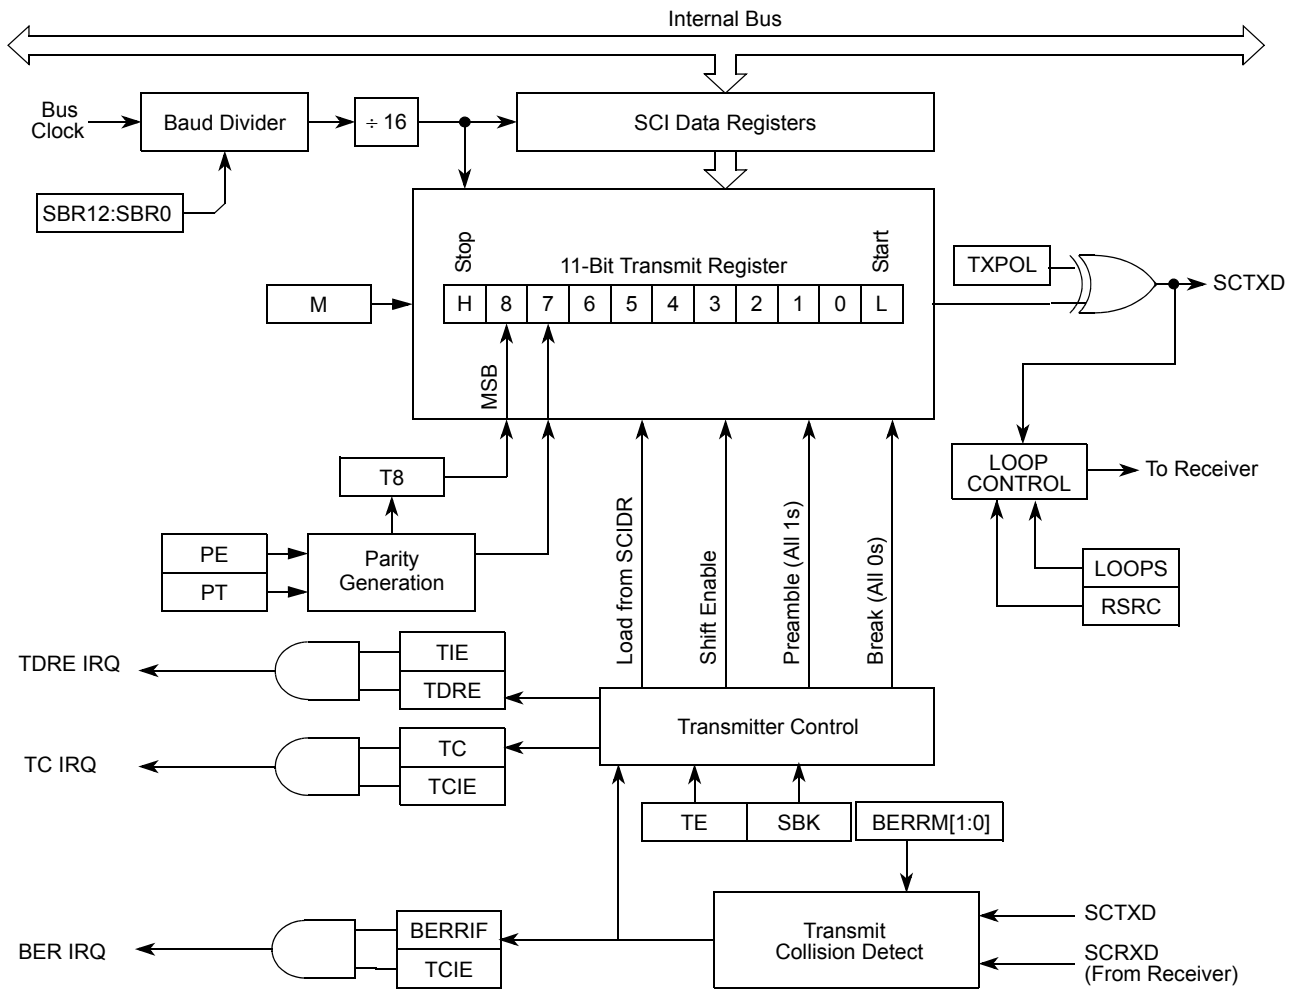 Internal Bus
Bus
Clock
Baud Divider
÷ 16
SCI Data Registers
SBR12:SBR0
Stop
11-Bit Transmit Register
Start
M
H 8 7 6 5 4 3 2 1 0 L
TXPOL
SCTXD
MSB
T8
LOOP
CONTROL
To Receiver
PE
PT
Parity
Generation
Load from SCIDR
Shift Enable
Preamble (All 1s)
Break (All 0s)
LOOPS
RSRC
TDRE IRQ
TIE
TDRE
Transmitter Control
TC IRQ
TC
TCIE
TE
SBK
BERRM[1:0]
BER IRQ
BERRIF
TCIE
Transmit
Collision Detect
SCTXD
SCRXD
(From Receiver)